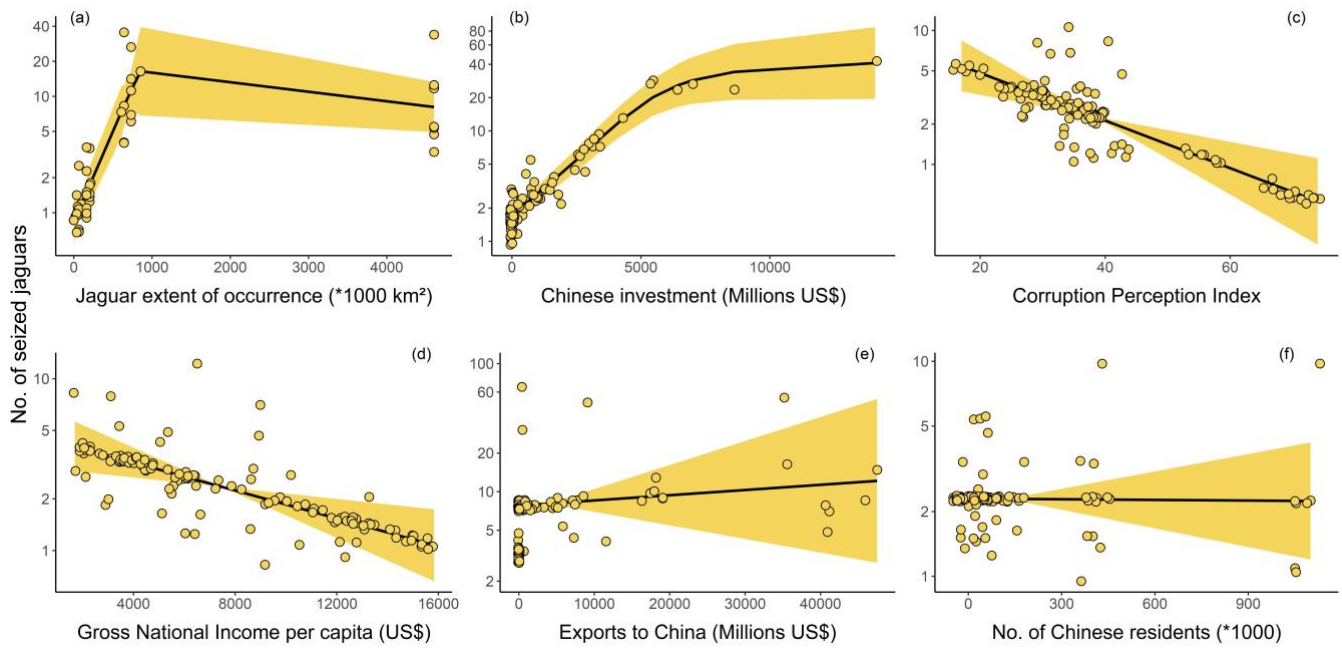 No. of seized jaguars
(a)
40
20
10
5
2
1
0 1000 2000 3000 4000
Jaguar extent of occurrence (*1000 km²)
(b)
80
60
40
20
10
5
2
1
0 5000 10000
Chinese investment (Millions US$)
(c)
10
5
2
1
20 40 60
Corruption Perception Index
(d)
10
5
2
1
4000 8000 12000 16000
Gross National Income per capita (US$)
(e)
100
60
20
10
5
2
0 10000 20000 30000 40000
Exports to China (Millions US$)
(f)
10
5
2
1
0 300 600 900
No. of Chinese residents (*1000)